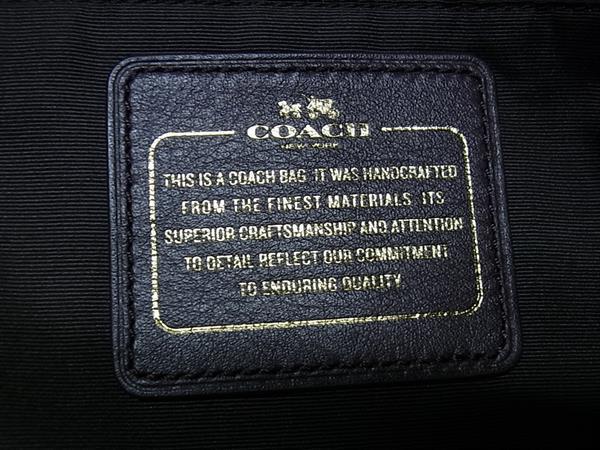 COACH
NEW YORK
THIS IS A COACH BAG. IT WAS HANDCRAFTED
FROM THE FINEST MATERIALS. ITS
SUPERIOR CRAFTSMANSHIP AND ATTENTION
TO DETAIL REFLECT OUR COMMITMENT
TO ENDURING QUALITY.